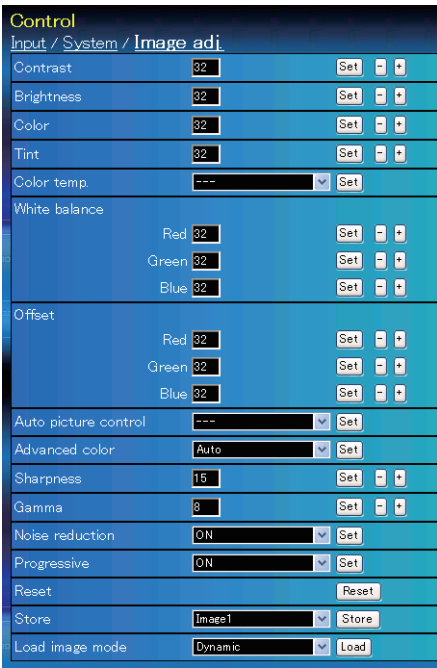 Control
Input / System / Image adj.
Contrast 32 Set - +
Brightness 32 Set - +
Color 32 Set - +
Tint 32 Set - +
Color temp. --- Set
White balance
Red 32 Set - +
Green 32 Set - +
Blue 32 Set - +
Offset
Red 32 Set - +
Green 32 Set - +
Blue 32 Set - +
Auto picture control --- Set
Advanced color Auto Set
Sharpness 15 Set - +
Gamma 8 Set - +
Noise reduction ON Set
Progressive ON Set
Reset Reset
Store Image1 Store
Load image mode Dynamic Load